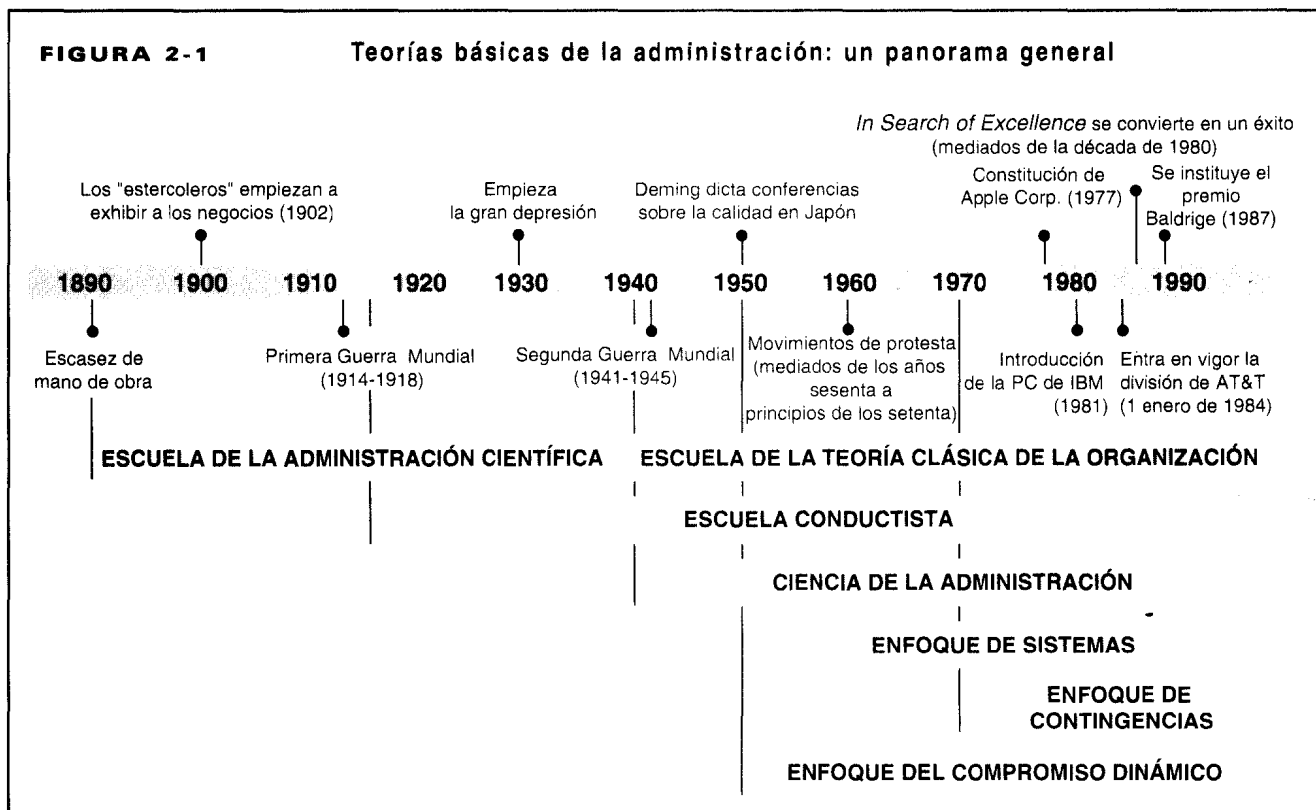 FIGURA 2-1 Teorías básicas de la administración: un panorama general
In Search of Excellence se convierte en un éxito
(mediados de la década de 1980)
Los "estercoleros" empiezan a
exhibir a los negocios (1902)
Empieza
la gran depresión
Deming dicta conferencias
sobre la calidad en Japón
Constitución de
Apple Corp. (1977)
Se instituye el
premio
Baldrige (1987)
1890 1900 1910 1920 1930 1940 1950 1960 1970 1980 1990
Escasez de
mano de obra
Primera Guerra Mundial
(1914-1918)
Segunda Guerra Mundial
(1941-1945)
Movimientos de protesta
(mediados de los años
sesenta a
principios de los setenta)
Introducción
de la PC de IBM
(1981)
Entra en vigor la
división de AT&T
(1 enero de 1984)
ESCUELA DE LA ADMINISTRACIÓN CIENTÍFICA ESCUELA DE LA TEORÍA CLÁSICA DE LA ORGANIZACIÓN
ESCUELA CONDUCTISTA
CIENCIA DE LA ADMINISTRACIÓN
ENFOQUE DE SISTEMAS
ENFOQUE DE
CONTINGENCIAS
ENFOQUE DEL COMPROMISO DINÁMICO